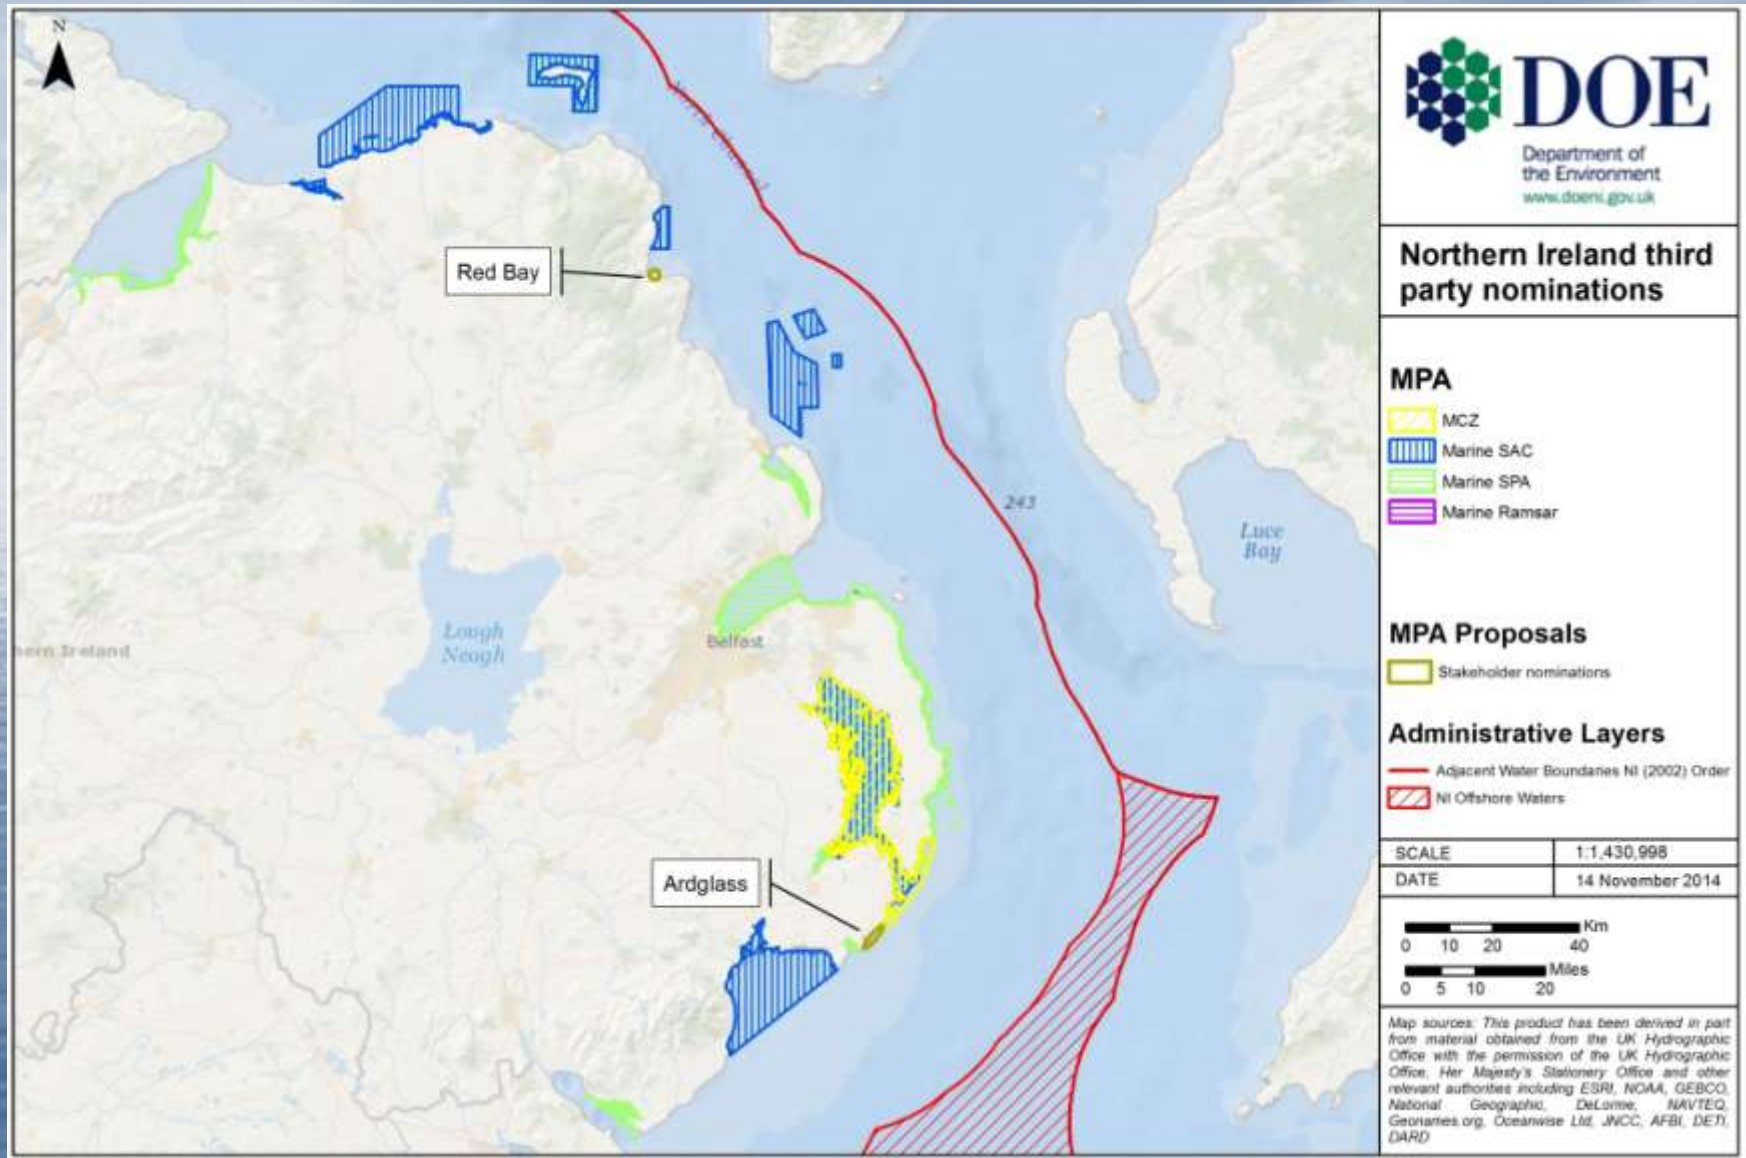 N
North Channel
Red Bay
243
Luce
Bay
Lough
Neagh
hern Ireland
Belfast
Ardglass
DOE
Department of
the Environment
www.doeni.gov.uk
Northern Ireland third
party nominations
MPA
MCZ
Marine SAC
Marine SPA
Marine Ramsar
MPA Proposals
Stakeholder nominations
Administrative Layers
Adjacent Water Boundaries NI (2002) Order
NI Offshore Waters
SCALE 1:1,430,998
DATE 14 November 2014
Km
0 10 20 40
Miles
0 5 10 20
Map sources: This product has been derived in part
from material obtained from the UK Hydrographic
Office with the permission of the UK Hydrographic
Office, Her Majesty's Stationery Office and other
relevant authorities including ESRI, NOAA, GEBCO,
National Geographic, DeLorme, NAVTEQ,
Geonames.org, Oceanwise Ltd, JNCC, AFBI, DETI,
DARD